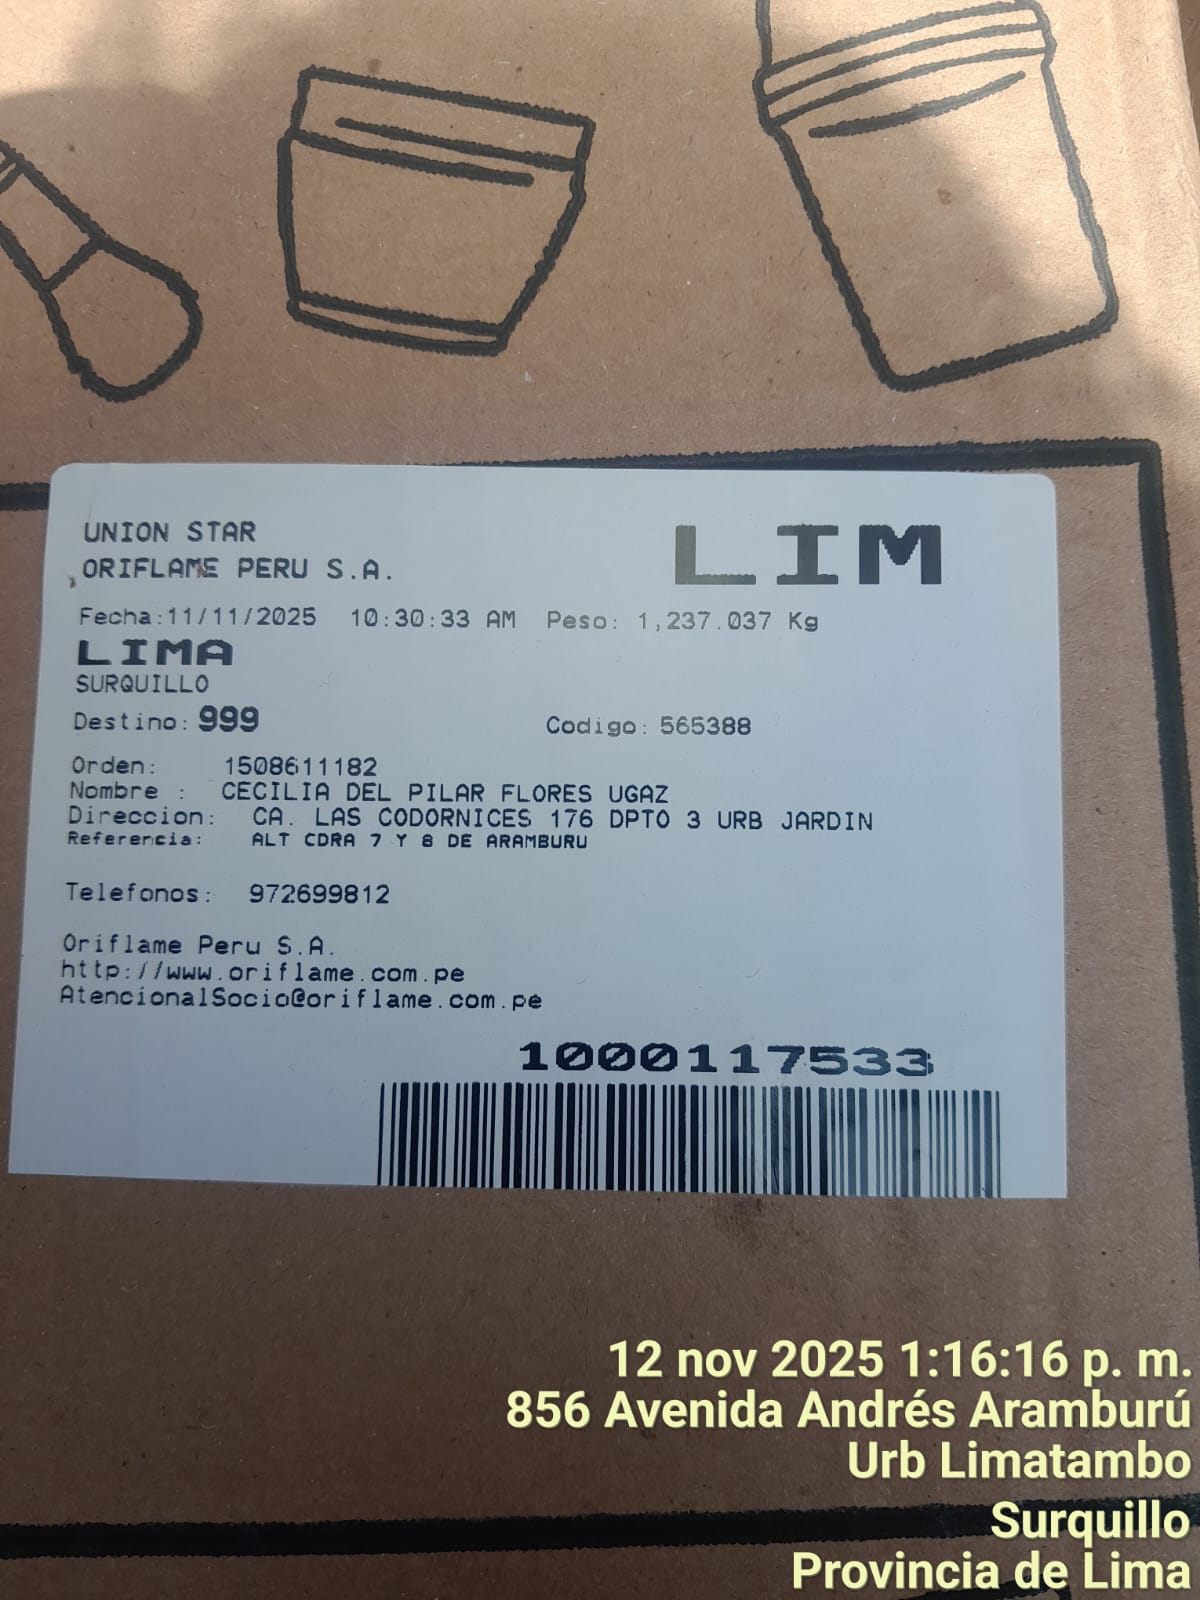 UNION STAR
ORIFLAME PERU S.A.
LIM
Fecha:11/11/2025 10:30:33 AM Peso: 1,237.037 Kg
LIMA
SURQUILLO
Destino: 999 Codigo: 565388
Orden: 1508611182
Nombre : CECILIA DEL PILAR FLORES UGAZ
Direccion: CA. LAS CODORNICES 176 DPTO 3 URB JARDIN
Referencia: ALT CDRA 7 Y 8 DE ARAMBURU
Telefonos: 972699812
Oriflame Peru S.A.
http://www.oriflame.com.pe
AtencionalSocio@oriflame.com.pe
1000117533
12 nov 2025 1:16:16 p. m.
856 Avenida Andrés Aramburú
Urb Limatambo
Surquillo
Provincia de Lima